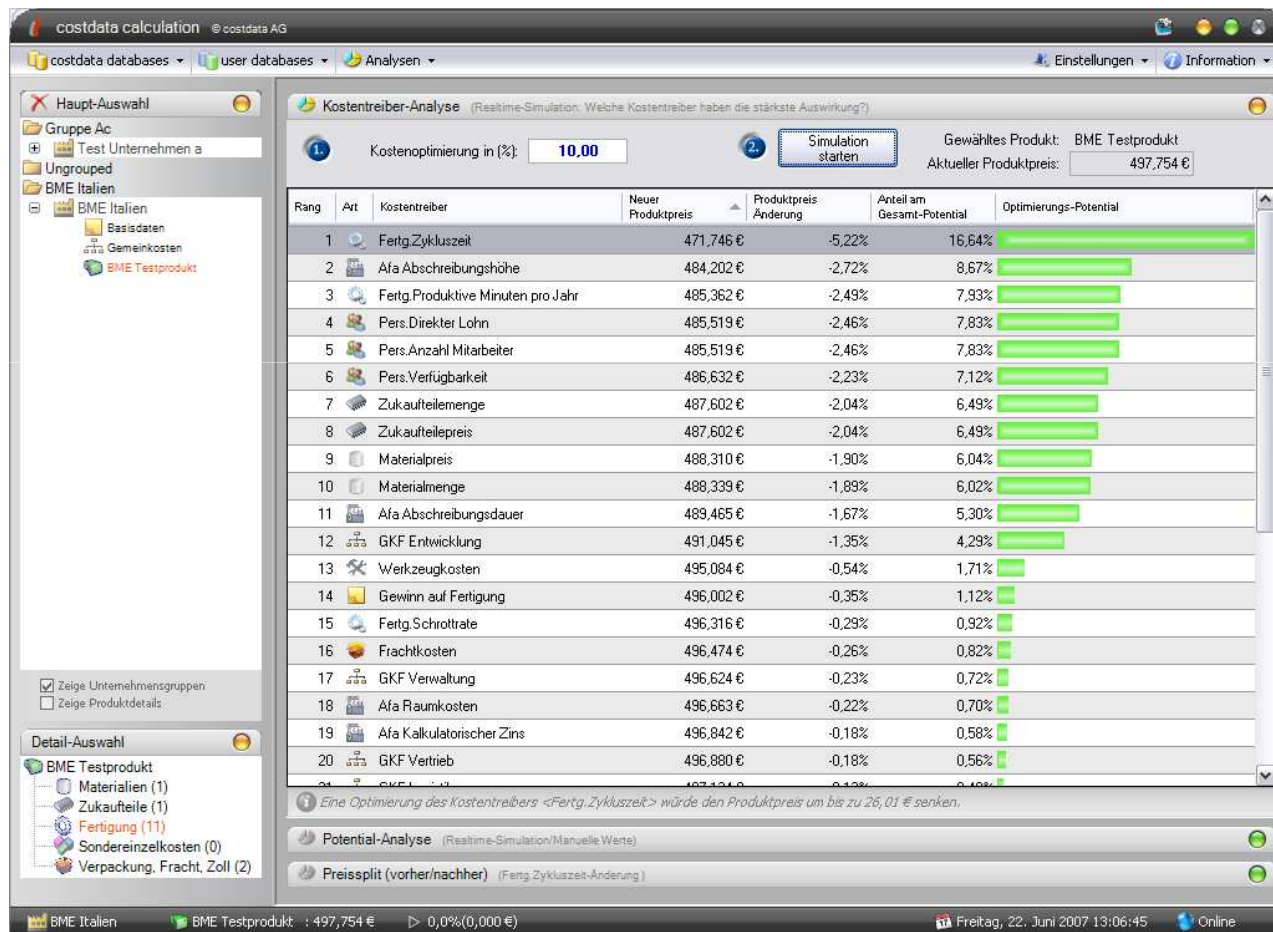 costdata calculation © costdata AG
costdata databases user databases Analysen Einstellungen Information
Haupt-Auswahl
Gruppe Ac
Test Unternehmen a
Ungrouped
BME Italien
BME Italien
Basisdaten
Gemeinkosten
BME Testprodukt
Zeige Unternehmensgruppen
Zeige Produktdetails
Detail-Auswahl
BME Testprodukt
Materialien (1)
Zukaufteile (1)
Fertigung (11)
Sondereinzelkosten (0)
Verpackung, Fracht, Zoll (2)
Kostentreiber-Analyse (Realtime-Simulation: Welche Kostentreiber haben die stärkste Auswirkung?)
1. Kostenoptimierung in (%): 10,00 2. Simulation starten
Gewähltes Produkt: BME Testprodukt
Aktueller Produktpreis: 497,754 €
Rang Art Kostentreiber Neuer Produktpreis Produktpreis Änderung Anteil am Gesamt-Potential Optimierungs-Potential
1 Fertg.Zykluszeit 471,746 € -5,22% 16,64%
2 Afa Abschreibungshöhe 484,202 € -2,72% 8,67%
3 Fertg.Produktive Minuten pro Jahr 485,362 € -2,49% 7,93%
4 Pers.Direkter Lohn 485,519 € -2,46% 7,83%
5 Pers.Anzahl Mitarbeiter 485,519 € -2,46% 7,83%
6 Pers.Verfügbarkeit 486,632 € -2,23% 7,12%
7 Zukaufteilemenge 487,602 € -2,04% 6,49%
8 Zukaufteilepreis 487,602 € -2,04% 6,49%
9 Materialpreis 488,310 € -1,90% 6,04%
10 Materialmenge 488,339 € -1,89% 6,02%
11 Afa Abschreibungsdauer 489,465 € -1,67% 5,30%
12 GKF Entwicklung 491,045 € -1,35% 4,29%
13 Werkzeugkosten 495,084 € -0,54% 1,71%
14 Gewinn auf Fertigung 496,002 € -0,35% 1,12%
15 Fertg.Schrottrate 496,316 € -0,29% 0,92%
16 Frachtkosten 496,474 € -0,26% 0,82%
17 GKF Verwaltung 496,624 € -0,23% 0,72%
18 Afa Raumkosten 496,663 € -0,22% 0,70%
19 Afa Kalkulatorischer Zins 496,842 € -0,18% 0,58%
20 GKF Vertrieb 496,880 € -0,18% 0,56%
Eine Optimierung des Kostentreibers <Fertg.Zykluszeit> würde den Produktpreis um bis zu 26,01 € senken.
Potential-Analyse (Realtime-Simulation/Manuelle Werte)
Preissplit (vorher/nachher) (Fertg.Zykluszeit-Änderung)
BME Italien BME Testprodukt : 497,754 € 0,0%(0,000 €) Freitag, 22. Juni 2007 13:06:45 Online